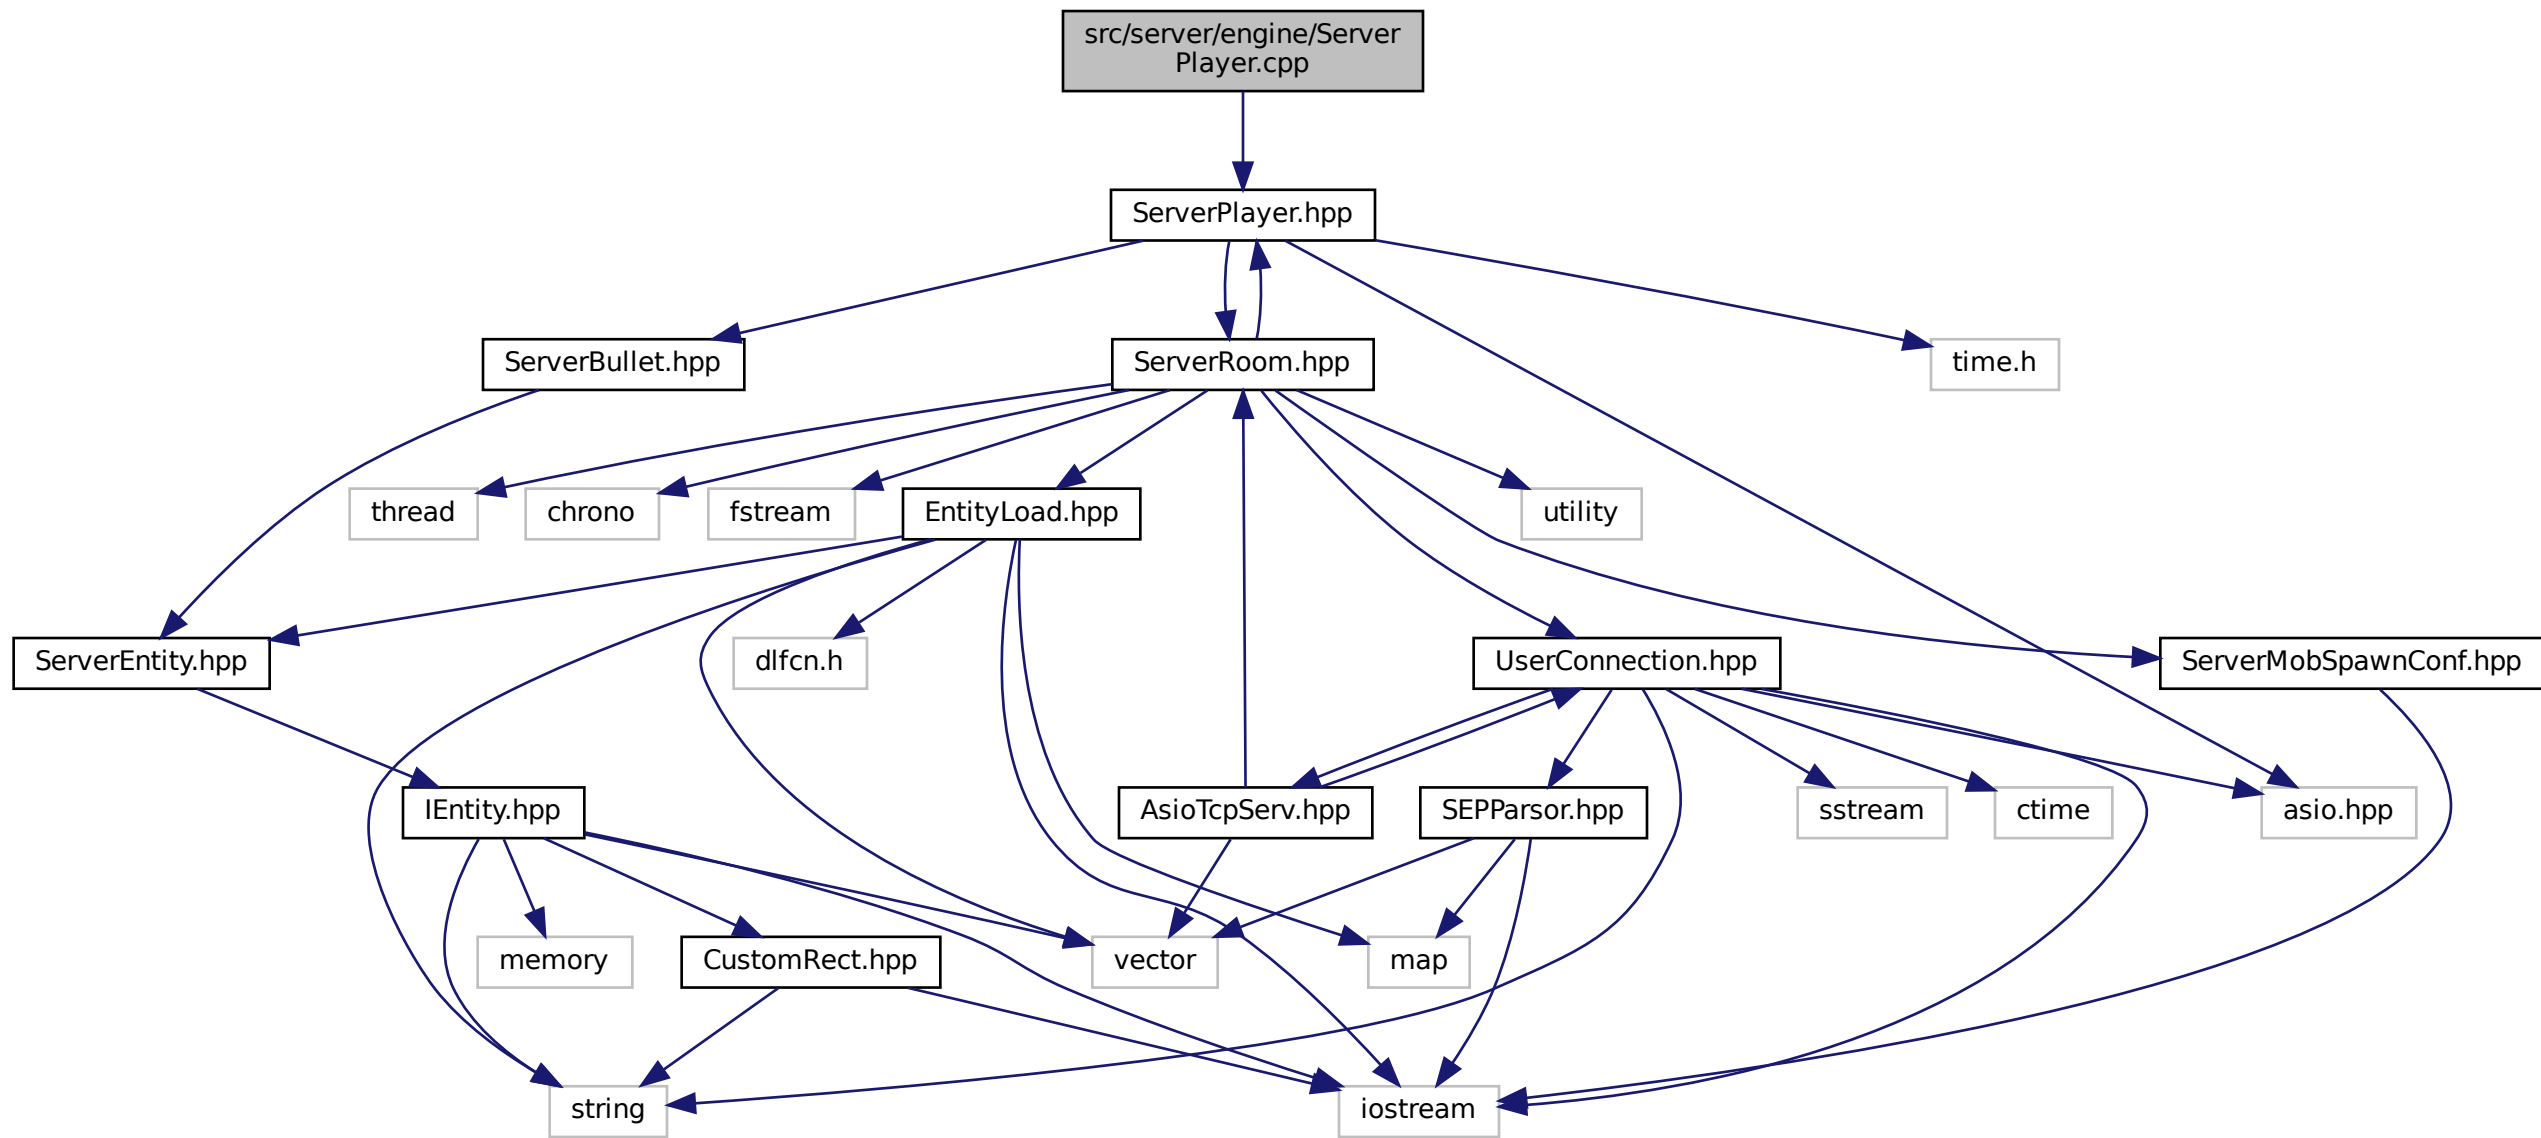 src/server/engine/Server
Player.cpp
ServerPlayer.hpp
ServerBullet.hpp
ServerRoom.hpp
time.h
thread
chrono
fstream
EntityLoad.hpp
utility
ServerEntity.hpp
dlfcn.h
UserConnection.hpp
ServerMobSpawnConf.hpp
IEntity.hpp
AsioTcpServ.hpp
SEPParsor.hpp
sstream
ctime
asio.hpp
memory
CustomRect.hpp
vector
map
string
iostream